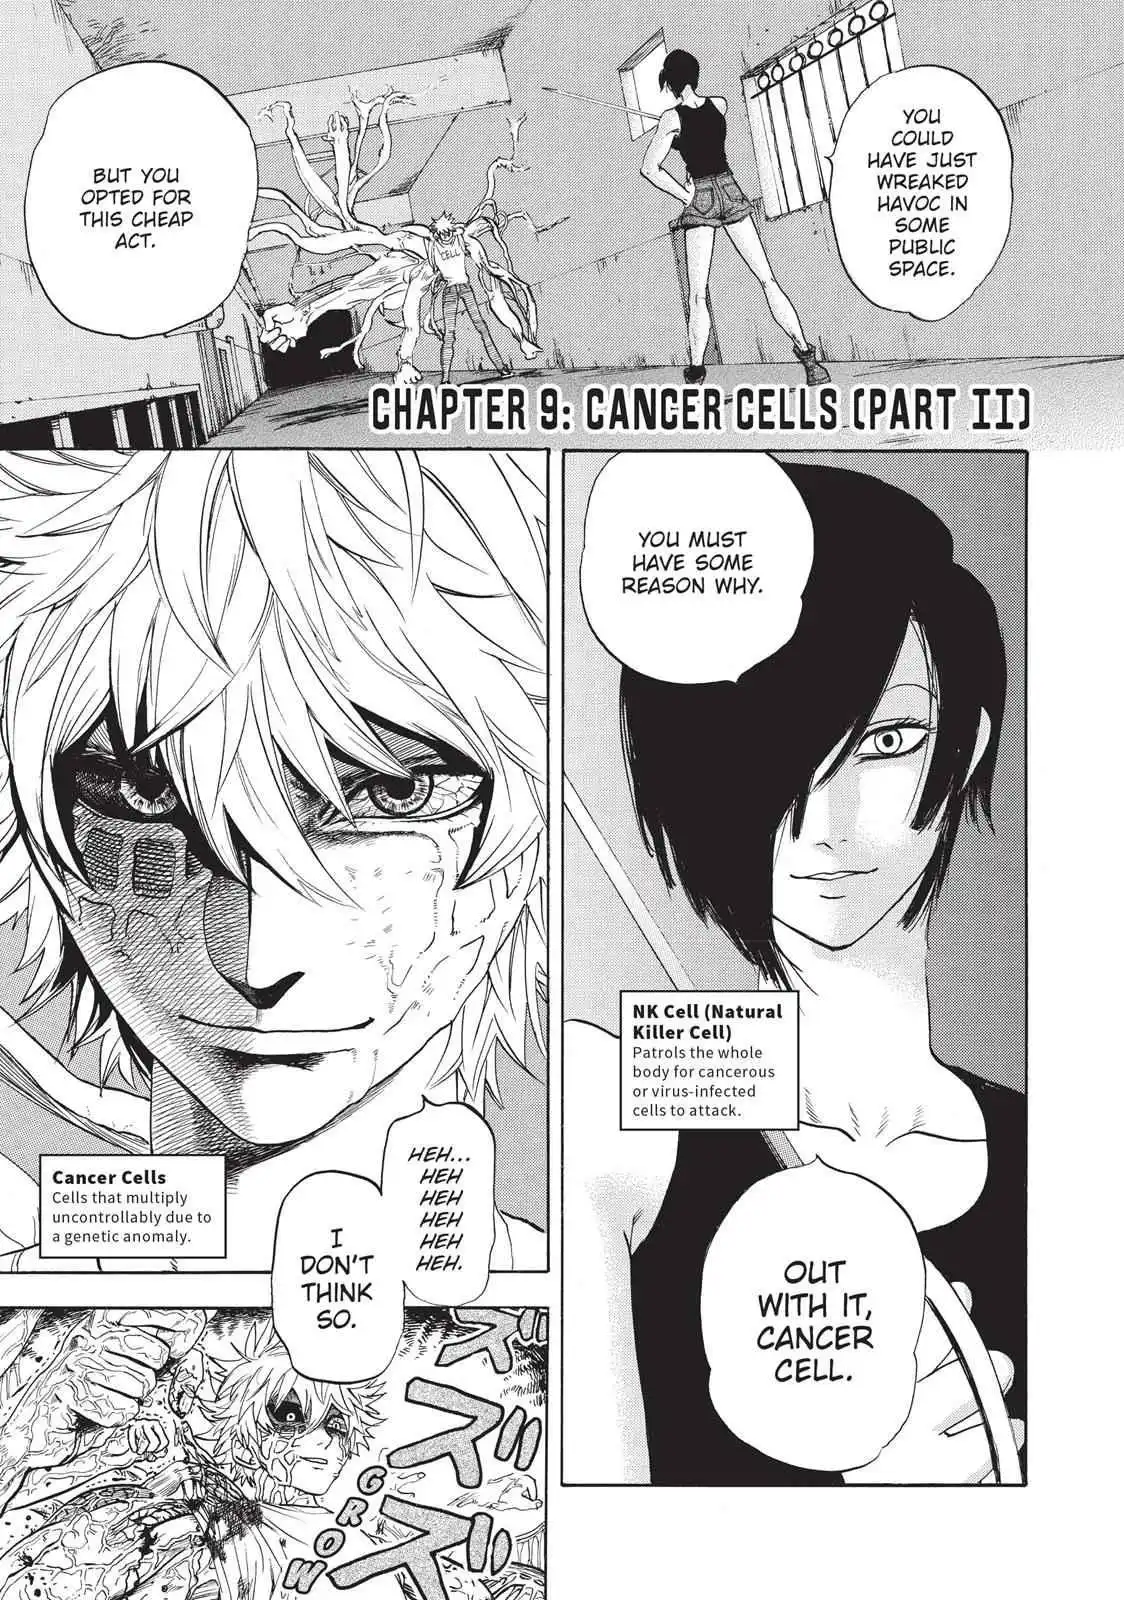 YOU
COULD
HAVE JUST
WREAKED
HAVOC IN
SOME
PUBLIC
SPACE.
BUT YOU
OPTED FOR
THIS CHEAP
ACT.
CELL
CHAPTER 9: CANCER CELLS (PART II)
YOU MUST
HAVE SOME
REASON WHY.
NK Cell (Natural
Killer Cell)
Patrols the whole
body for cancerous
or virus-infected
cells to attack.
OUT
WITH IT,
CANCER
CELL.
Cancer Cells
Cells that multiply
uncontrollably due to
a genetic anomaly.
HEH...
HEH
HEH
HEH
HEH
HEH.
I
DON'T
THINK
SO.
ズズズ
GROW